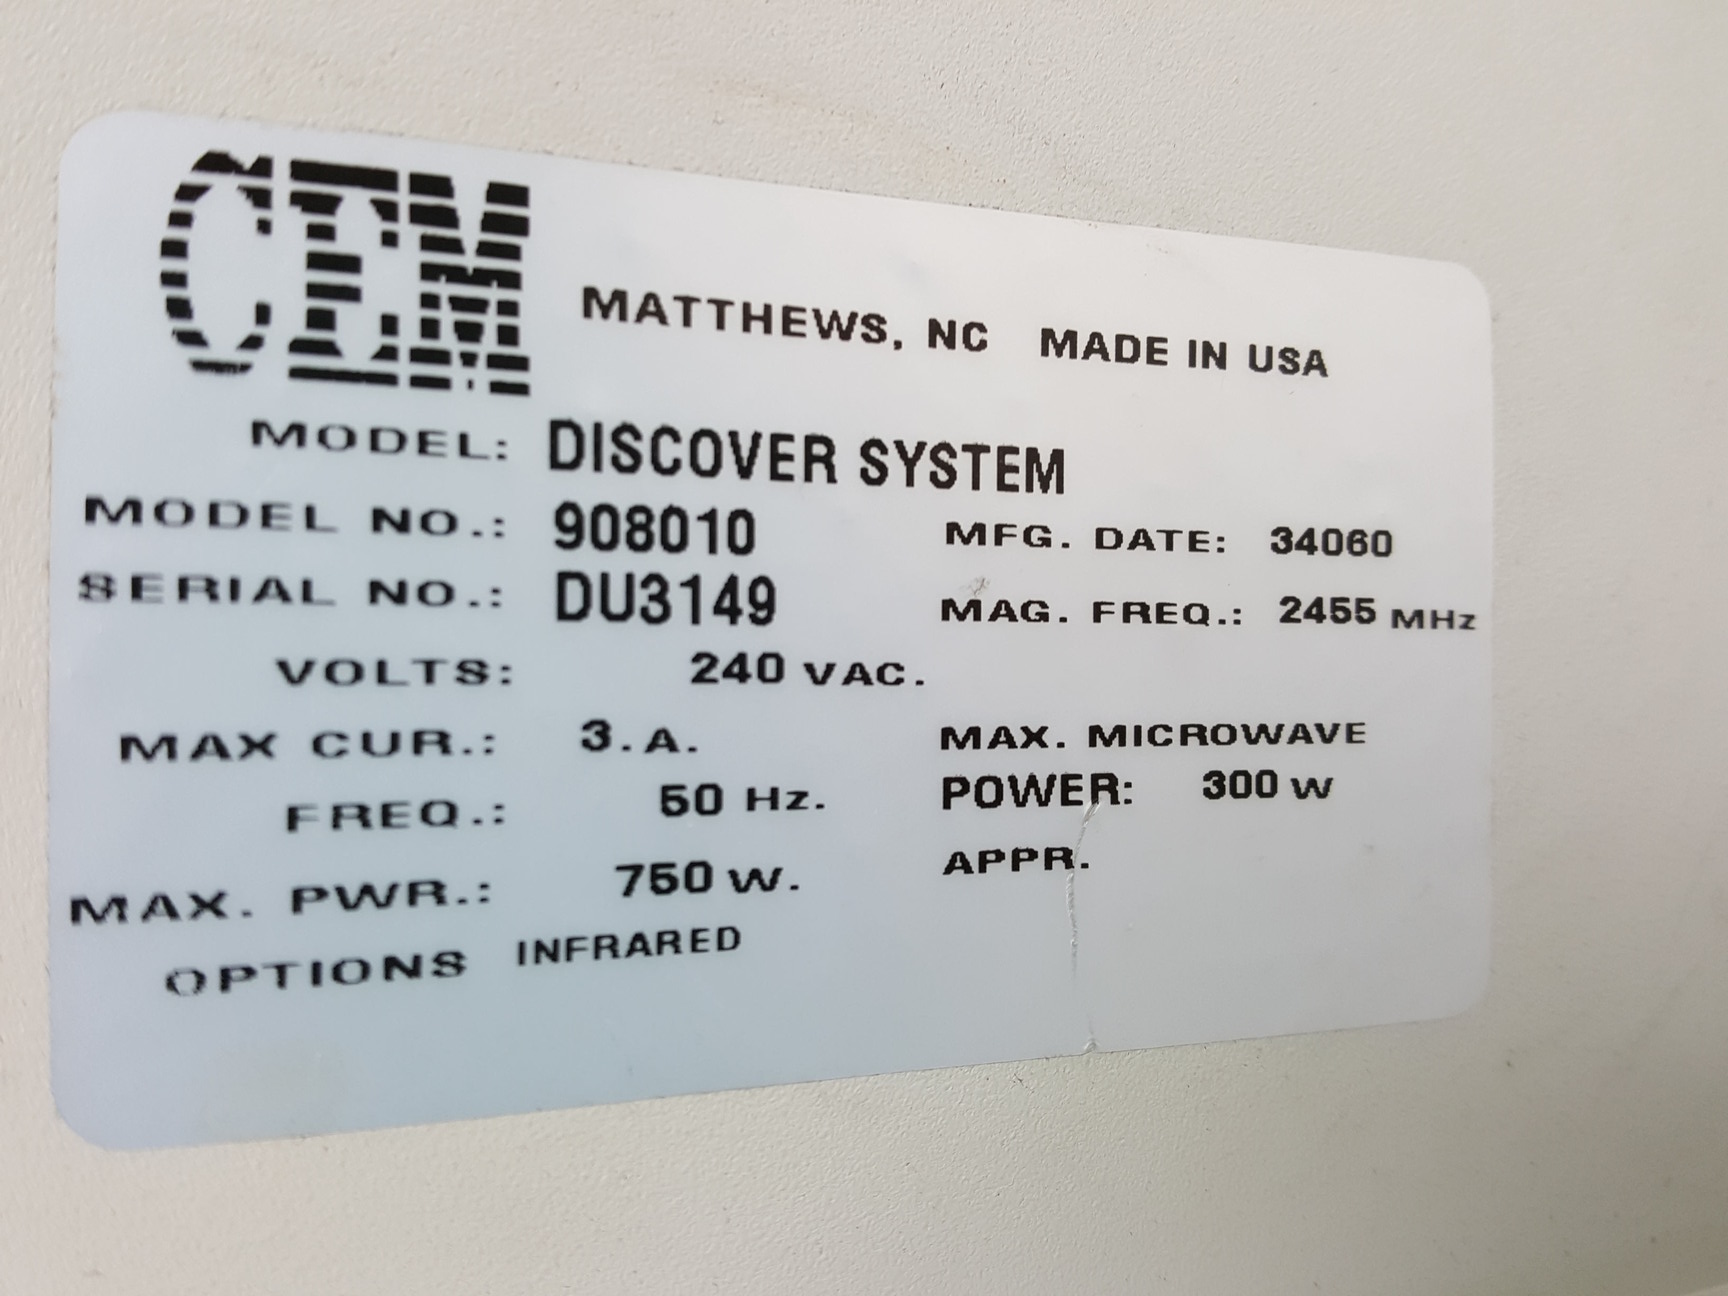 CEM MATTHEWS, NC MADE IN USA
MODEL: DISCOVER SYSTEM
MODEL NO.: 908010 MFG. DATE: 34060
SERIAL NO.: DU3149 MAG. FREQ.: 2455 MHz
VOLTS: 240 VAC.
MAX CUR.: 3.A. MAX. MICROWAVE
FREQ.: 50 Hz. POWER: 300 W
MAX. PWR.: 750 W. APPR.
OPTIONS INFRARED